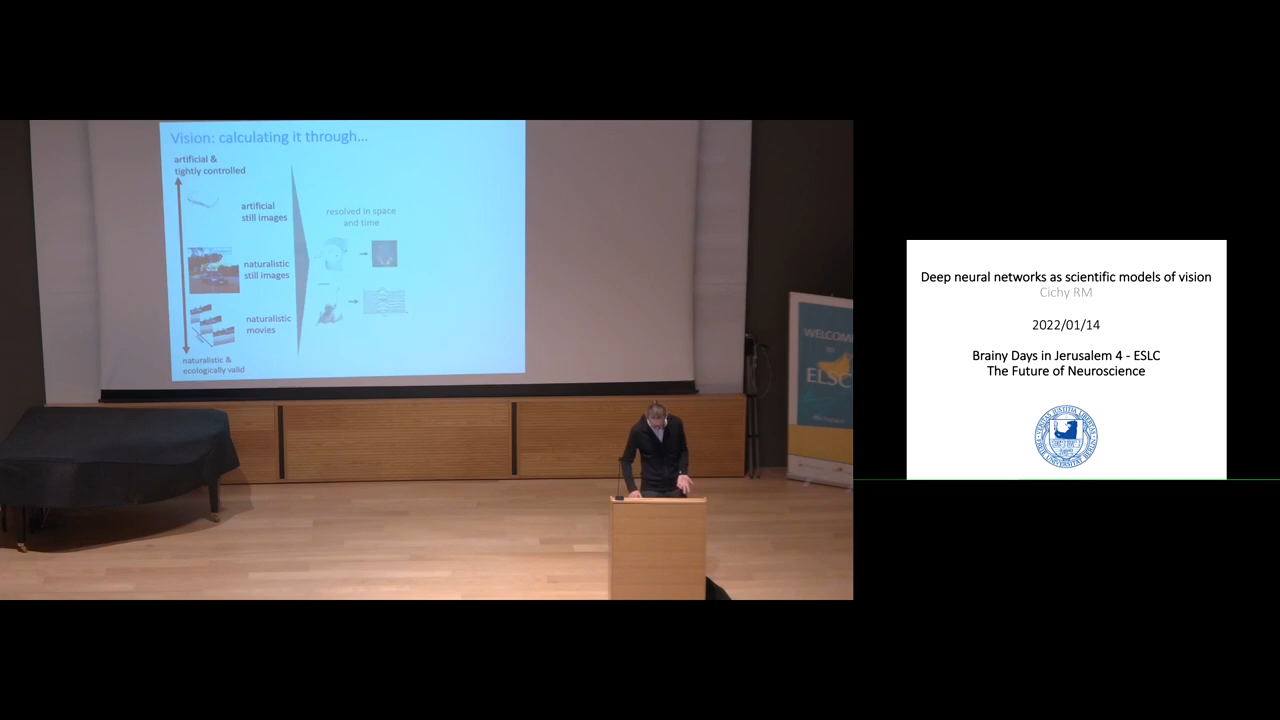 Vision: calculating it through...
artificial &
tightly controlled
artificial
still images
naturalistic
still images
naturalistic
movies
naturalistic &
ecologically valid
resolved in space
and time
WELCOME
TO
ELSC
Deep neural networks as scientific models of vision
Cichy RM
2022/01/14
Brainy Days in Jerusalem 4 - ESLC
The Future of Neuroscience